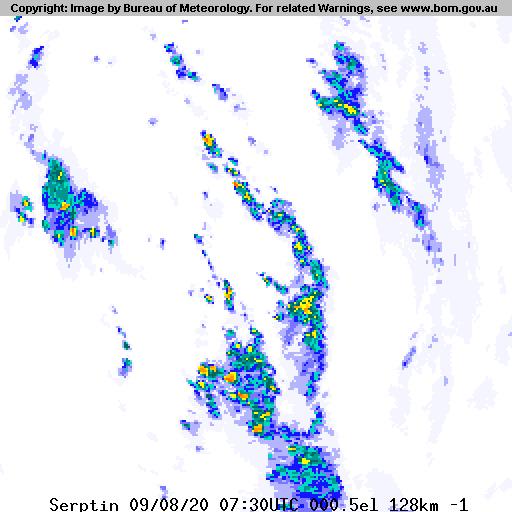 Copyright: Image by Bureau of Meteorology. For related Warnings, see www.bom.gov.au
Serptin 09/08/20 07:30UTC 000.5el 128km -1